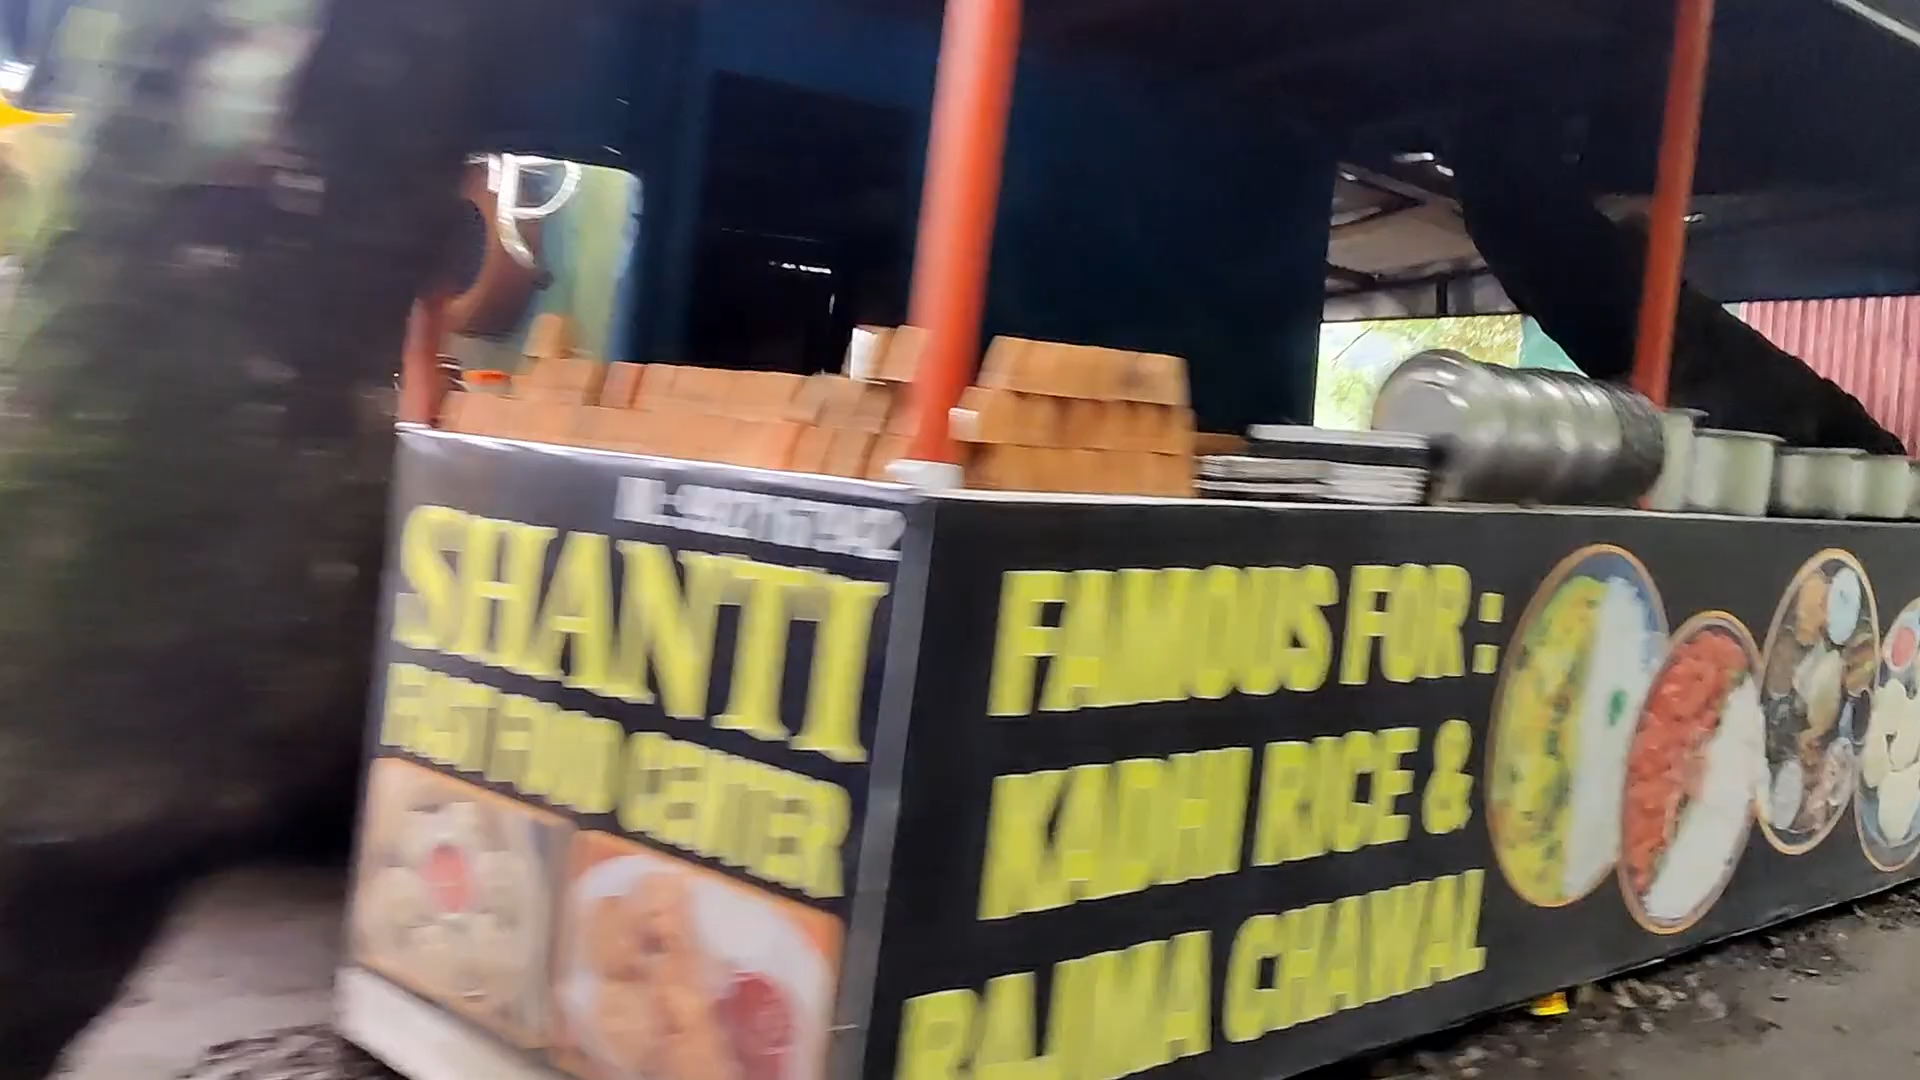 SHANTI
FAST FOOD CENTER
FAMOUS FOR :
KADHI RICE &
RAJMA CHAWAL